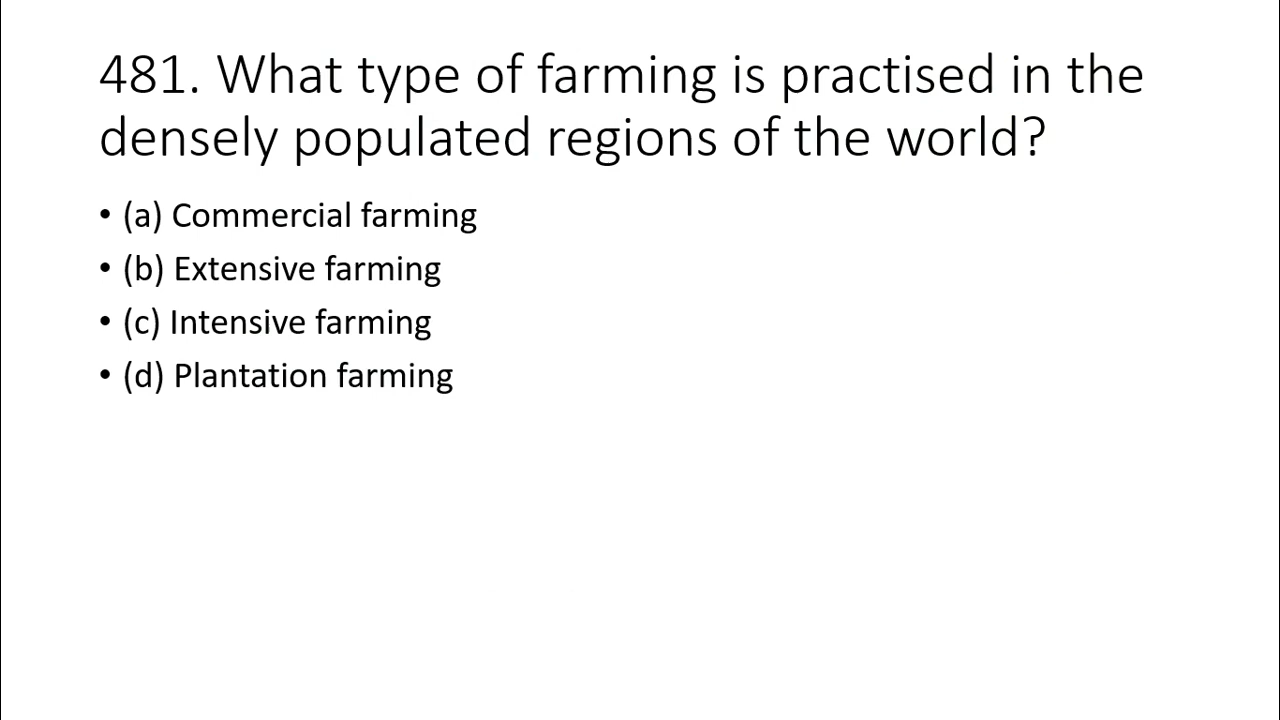 481. What type of farming is practised in the
densely populated regions of the world?
• (a) Commercial farming
• (b) Extensive farming
• (c) Intensive farming
• (d) Plantation farming